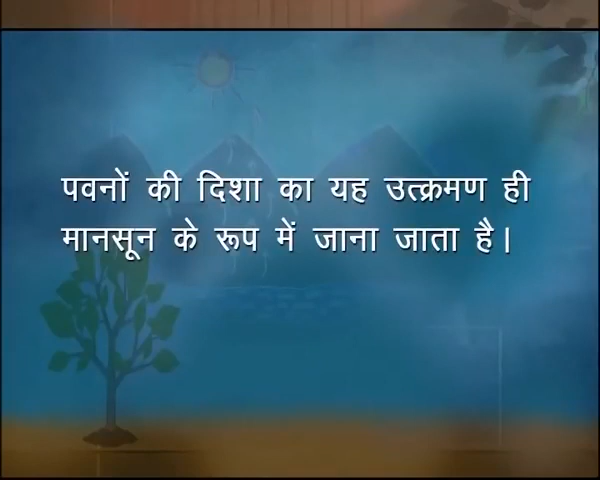 पवनों की दिशा का यह उत्क्रमण ही
मानसून के रूप में जाना जाता है।